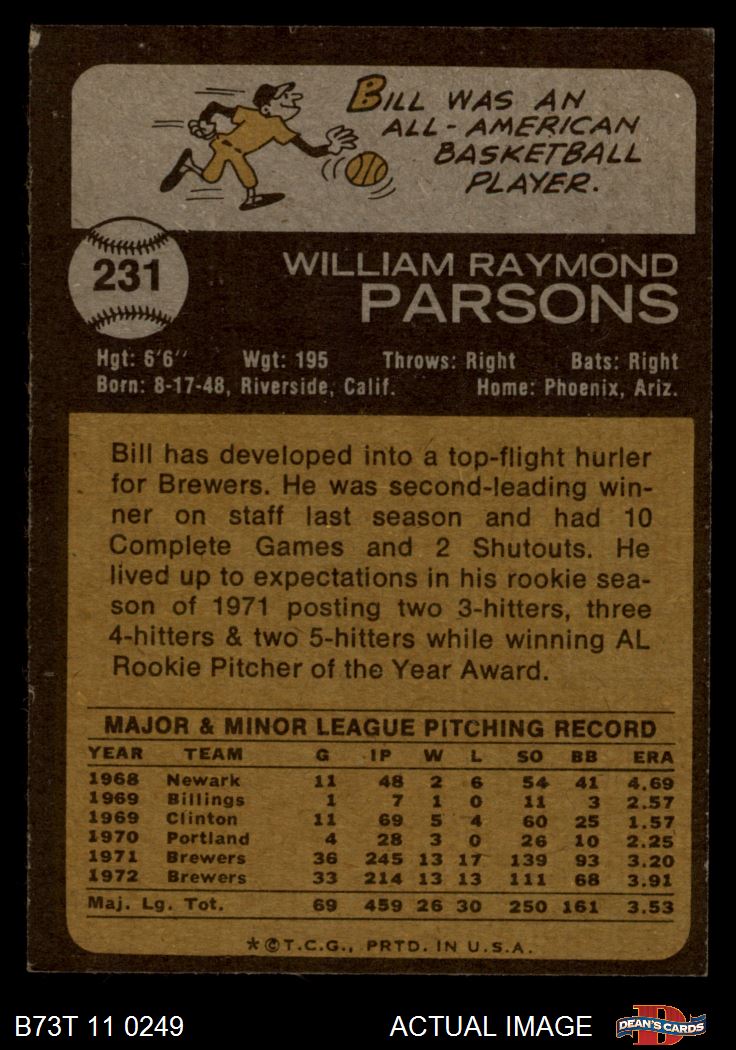 BILL WAS AN
ALL-AMERICAN
BASKETBALL
PLAYER.
231
WILLIAM RAYMOND
PARSONS
Hgt: 6'6" Wgt: 195 Throws: Right Bats: Right
Born: 8-17-48, Riverside, Calif. Home: Phoenix, Ariz.
Bill has developed into a top-flight hurler
for Brewers. He was second-leading win-
ner on staff last season and had 10
Complete Games and 2 Shutouts. He
lived up to expectations in his rookie sea-
son of 1971 posting two 3-hitters, three
4-hitters & two 5-hitters while winning AL
Rookie Pitcher of the Year Award.
MAJOR & MINOR LEAGUE PITCHING RECORD
YEAR TEAM G IP W L SO BB ERA
1968 Newark 11 48 2 6 54 41 4.69
1969 Billings 1 7 1 0 11 3 2.57
1969 Clinton 11 69 5 4 60 25 1.57
1970 Portland 4 28 3 0 26 10 2.25
1971 Brewers 36 245 13 17 139 93 3.20
1972 Brewers 33 214 13 13 111 68 3.91
Maj. Lg. Tot. 69 459 26 30 250 161 3.53
*©T.C.G., PRTD. IN U.S.A.
B73T 11 0249 ACTUAL IMAGE D DEAN'S CARDS